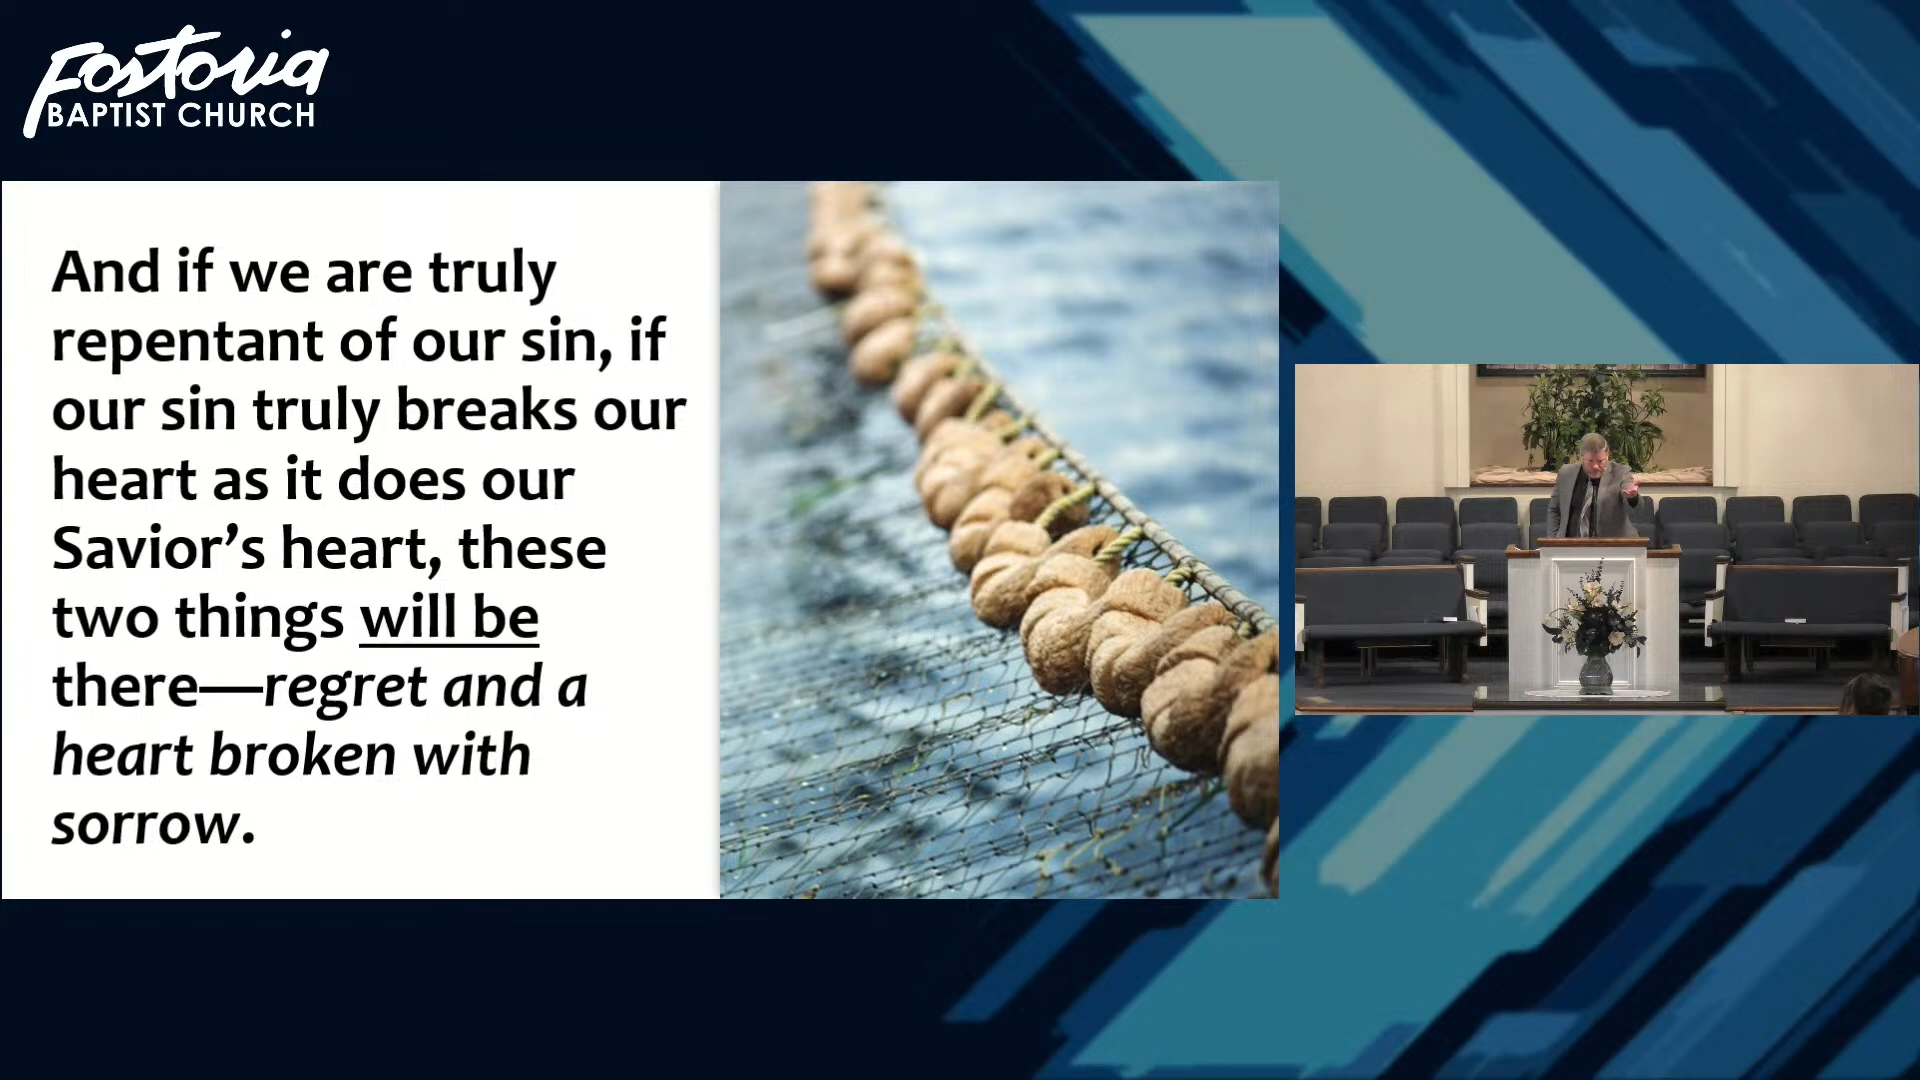 Fostoria
BAPTIST CHURCH
And if we are truly
repentant of our sin, if
our sin truly breaks our
heart as it does our
Savior’s heart, these
two things will be
there—regret and a
heart broken with
sorrow.